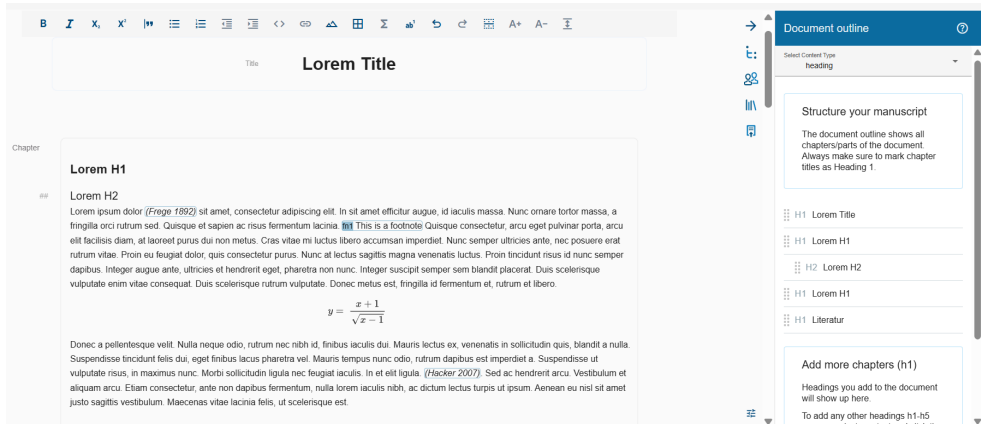 B I X₂ X² ❟❟ <> Σ ab¹ A+ A−
Title
Lorem Title
Chapter
Lorem H1
##
Lorem H2
Lorem ipsum dolor (Frege 1892) sit amet, consectetur adipiscing elit. In sit amet efficitur augue, id iaculis massa. Nunc ornare tortor massa, a
fringilla orci rutrum sed. Quisque et sapien ac risus fermentum lacinia. fn1 This is a footnote Quisque consectetur, arcu eget pulvinar porta, arcu
elit facilisis diam, at laoreet purus dui non metus. Cras vitae mi luctus libero accumsan imperdiet. Nunc semper ultricies ante, nec posuere erat
rutrum vitae. Proin eu feugiat dolor, quis consectetur purus. Nunc at lectus sagittis magna venenatis luctus. Proin tincidunt risus id nunc semper
dapibus. Integer augue ante, ultricies et hendrerit eget, pharetra non nunc. Integer suscipit semper sem blandit placerat. Duis scelerisque
vulputate enim vitae consequat. Duis scelerisque rutrum vulputate. Donec metus est, fringilla id fermentum et, rutrum et libero.
y = x + 1 / √x − 1
Donec a pellentesque velit. Nulla neque odio, rutrum nec nibh id, finibus iaculis dui. Mauris lectus ex, venenatis in sollicitudin quis, blandit a nulla.
Suspendisse tincidunt felis dui, eget finibus lacus pharetra vel. Mauris tempus nunc odio, rutrum dapibus est imperdiet a. Suspendisse ut
vulputate risus, in maximus nunc. Morbi sollicitudin ligula nec feugiat iaculis. In et elit ligula. (Hacker 2007). Sed ac hendrerit arcu. Vestibulum et
aliquam arcu. Etiam consectetur, ante non dapibus fermentum, nulla lorem iaculis nibh, ac dictum lectus turpis ut ipsum. Aenean eu nisl sit amet
justo sagittis vestibulum. Maecenas vitae lacinia felis, ut scelerisque est.
Document outline
Select Content Type
heading
Structure your manuscript
The document outline shows all
chapters/parts of the document.
Always make sure to mark chapter
titles as Heading 1.
H1 Lorem Title
H1 Lorem H1
H2 Lorem H2
H1 Lorem H1
H1 Literatur
Add more chapters (h1)
Headings you add to the document
will show up here.
To add any other headings h1-h5